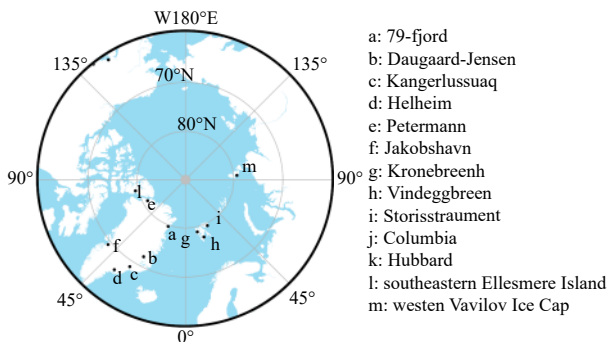 W180°E
135°
135°
70°N
80°N
m
90°
90°
l
e
i
a
g
h
f
b
c
d
45°
45°
0°
a: 79-fjord
b: Daugaard-Jensen
c: Kangerlussuaq
d: Helheim
e: Petermann
f: Jakobshavn
g: Kronebreenh
h: Vindeggbreen
i: Storisstraument
j: Columbia
k: Hubbard
l: southeastern Ellesmere Island
m: westen Vavilov Ice Cap